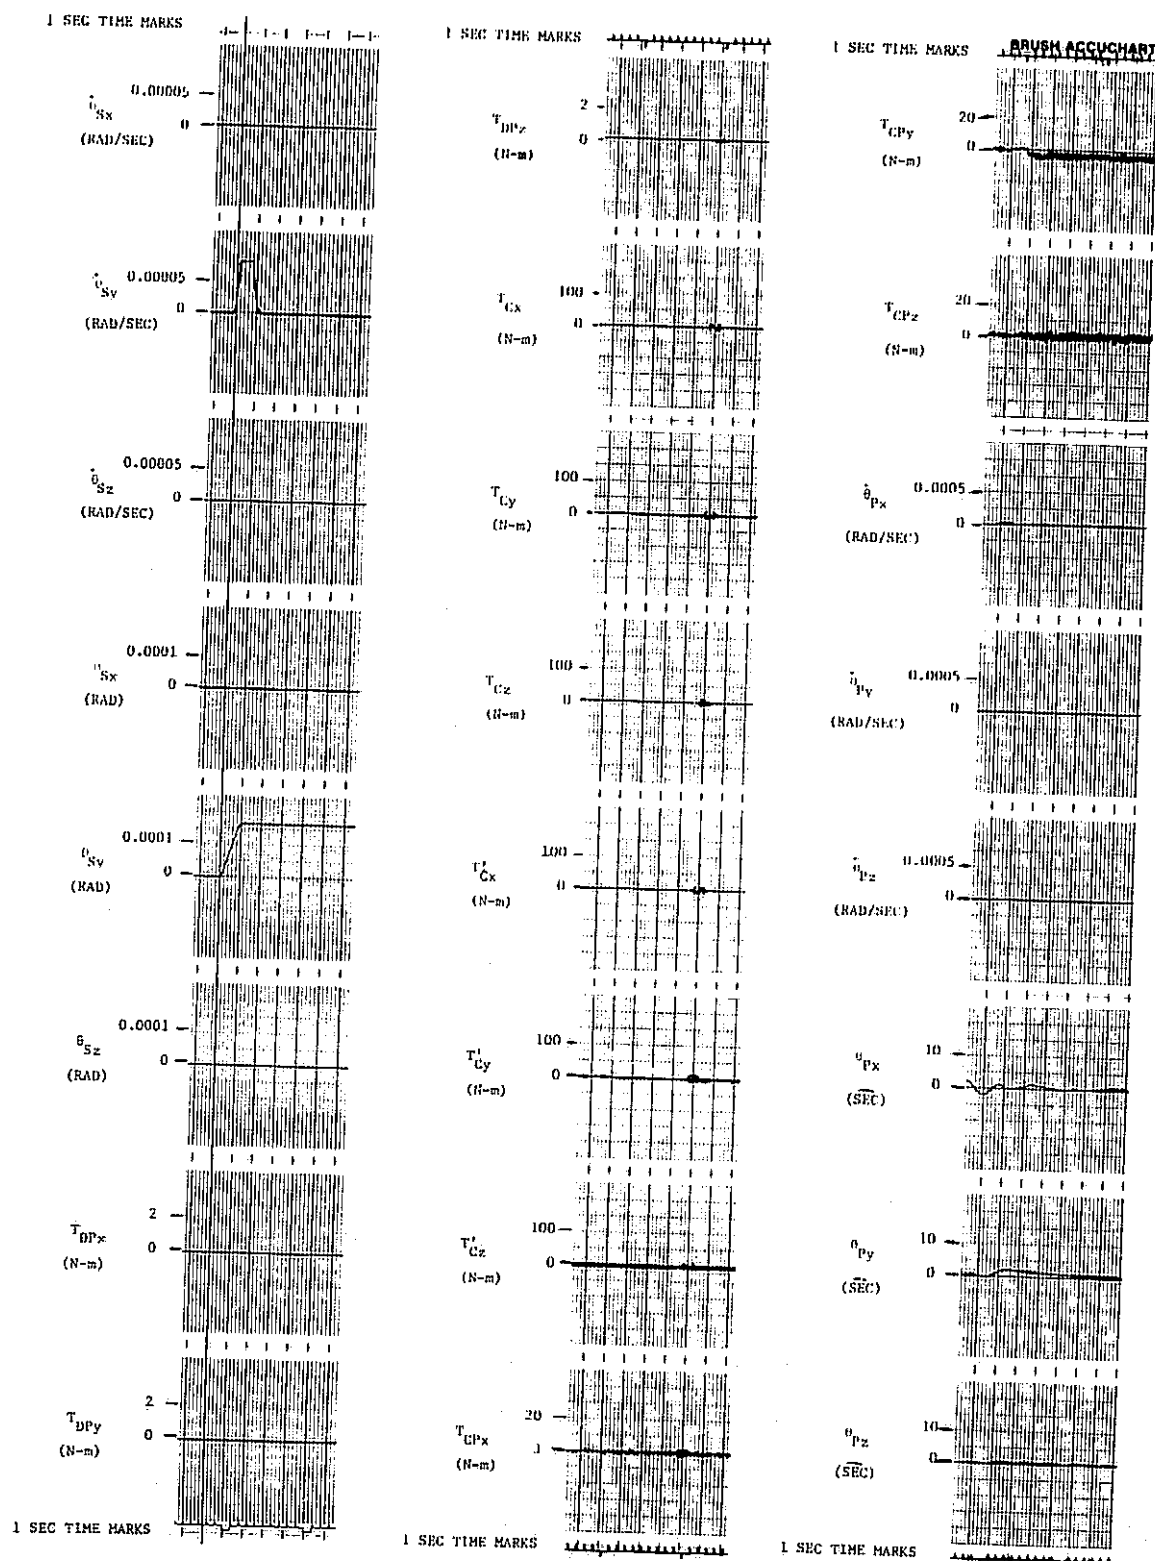 1 SEC TIME MARKS
0.00005
θ̇Sx
0
(RAD/SEC)
0.00005
θ̇Sy
0
(RAD/SEC)
0.00005
θ̇Sz
0
(RAD/SEC)
0.0001
θSx
0
(RAD)
0.0001
θSy
0
(RAD)
0.0001
θSz
0
(RAD)
2
TDPx
0
(N-m)
2
TDPy
0
(N-m)
1 SEC TIME MARKS
1 SEC TIME MARKS
2
TDPz
0
(N-m)
100
TCx
0
(N-m)
100
TCy
0
(N-m)
100
TCz
0
(N-m)
100
T'Cx
0
(N-m)
100
T'Cy
0
(N-m)
100
T'Cz
0
(N-m)
20
TCPx
(N-m)
1 SEC TIME MARKS
1 SEC TIME MARKS
BRUSH ACCUCHART
20
TCPy
0
(N-m)
20
TCPz
0
(N-m)
0.0005
θ̇Px
0
(RAD/SEC)
0.0005
θ̇Py
0
(RAD/SEC)
0.0005
θ̇Pz
0
(RAD/SEC)
10
θPx
0
(SEC)
10
θPy
0
(SEC)
10
θPz
0
(SEC)
1 SEC TIME MARKS